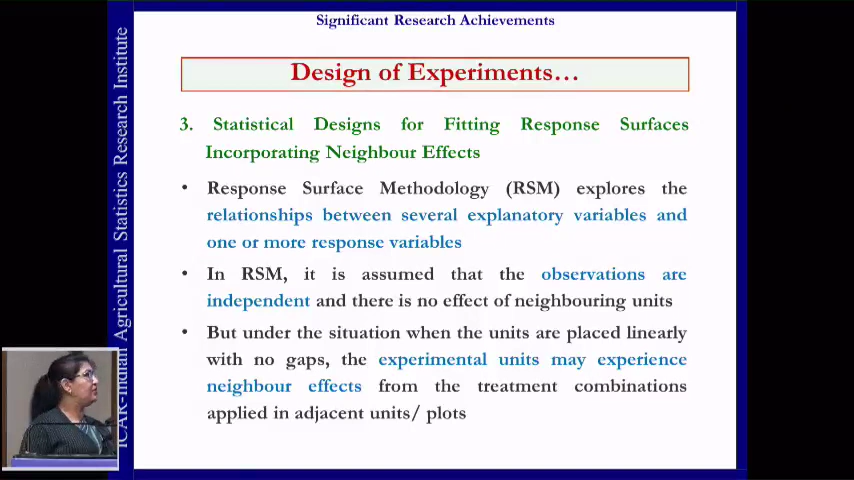 Significant Research Achievements
Design of Experiments...
3. Statistical Designs for Fitting Response Surfaces
Incorporating Neighbour Effects
• Response Surface Methodology (RSM) explores the
relationships between several explanatory variables and
one or more response variables
• In RSM, it is assumed that the observations are
independent and there is no effect of neighbouring units
• But under the situation when the units are placed linearly
with no gaps, the experimental units may experience
neighbour effects from the treatment combinations
applied in adjacent units/ plots
ICAR-Indian Agricultural Statistics Research Institute